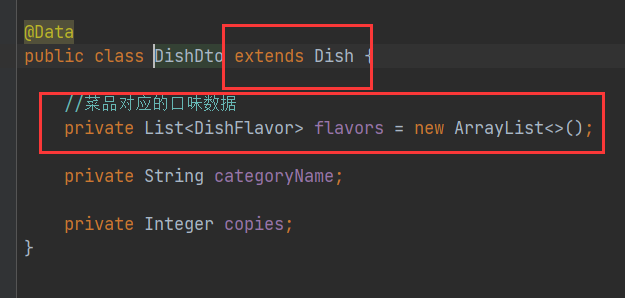 @Data
public class DishDto extends Dish {
//菜品对应的口味数据
private List<DishFlavor> flavors = new ArrayList<>();
private String categoryName;
private Integer copies;
}